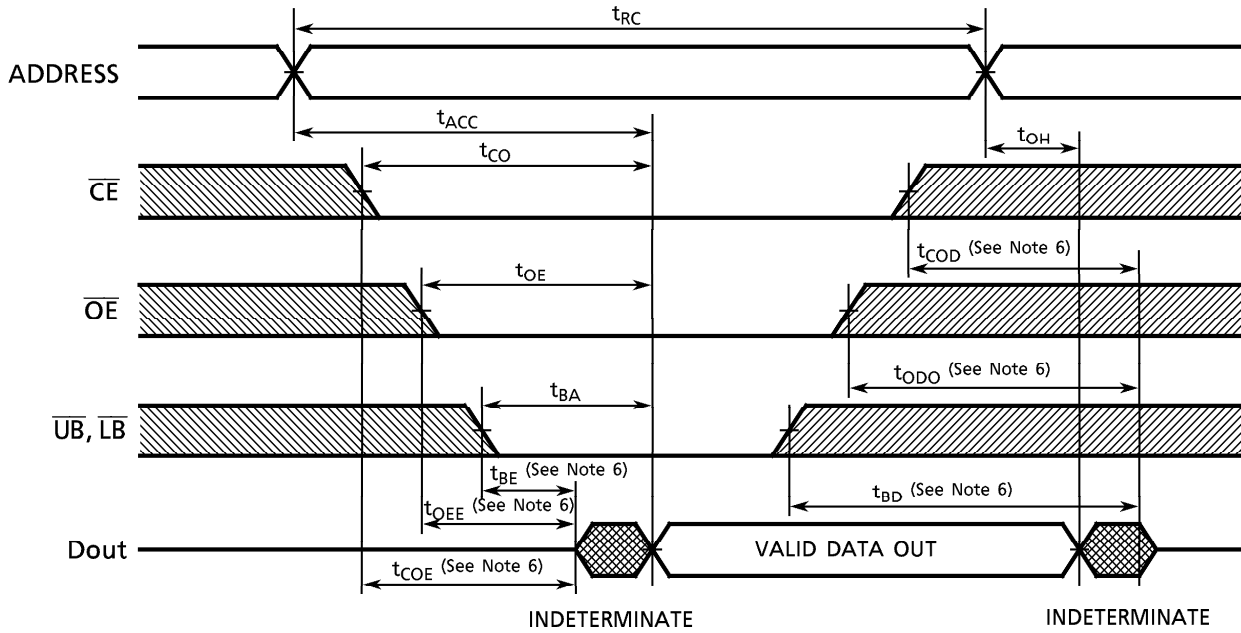 tRC
ADDRESS
tACC
tOH
tCO
CE
tCOD (See Note 6)
tOE
OE
tODO (See Note 6)
tBA
UB, LB
tBE (See Note 6)
tBD (See Note 6)
tOEE (See Note 6)
Dout
VALID DATA OUT
tCOE (See Note 6)
INDETERMINATE
INDETERMINATE